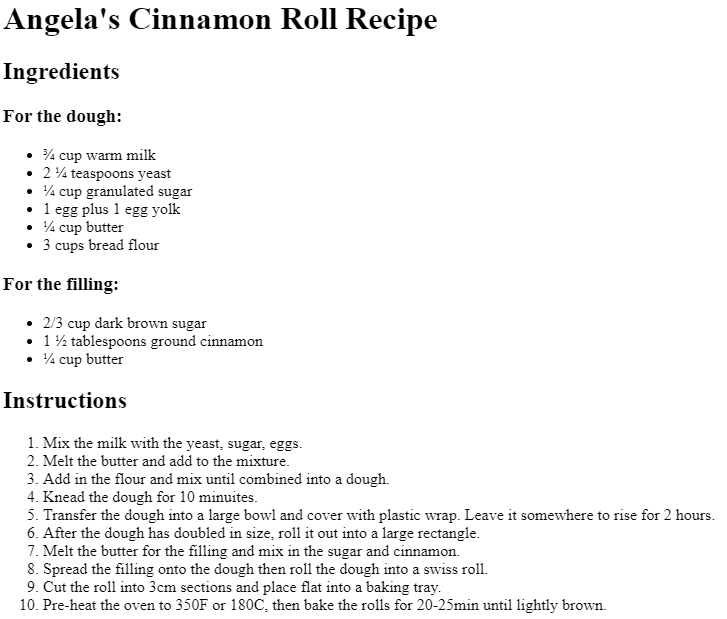 Angela's Cinnamon Roll Recipe
Ingredients
For the dough:
• ¾ cup warm milk
• 2 ¼ teaspoons yeast
• ¼ cup granulated sugar
• 1 egg plus 1 egg yolk
• ¼ cup butter
• 3 cups bread flour
For the filling:
• 2/3 cup dark brown sugar
• 1 ½ tablespoons ground cinnamon
• ¼ cup butter
Instructions
1. Mix the milk with the yeast, sugar, eggs.
2. Melt the butter and add to the mixture.
3. Add in the flour and mix until combined into a dough.
4. Knead the dough for 10 minuites.
5. Transfer the dough into a large bowl and cover with plastic wrap. Leave it somewhere to rise for 2 hours.
6. After the dough has doubled in size, roll it out into a large rectangle.
7. Melt the butter for the filling and mix in the sugar and cinnamon.
8. Spread the filling onto the dough then roll the dough into a swiss roll.
9. Cut the roll into 3cm sections and place flat into a baking tray.
10. Pre-heat the oven to 350F or 180C, then bake the rolls for 20-25min until lightly brown.